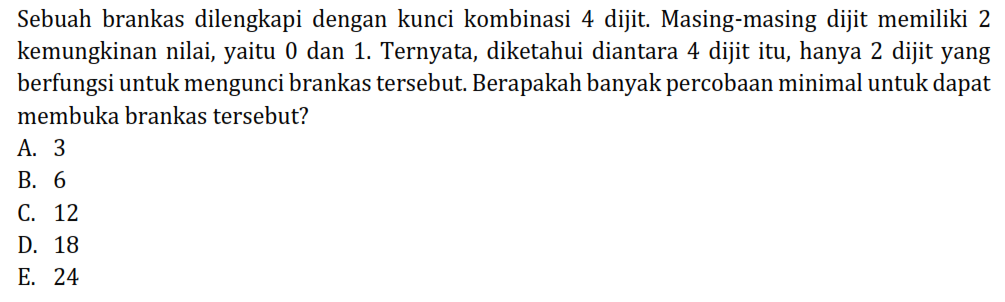 Sebuah brankas dilengkapi dengan kunci kombinasi 4 dijit. Masing-masing dijit memiliki 2
kemungkinan nilai, yaitu 0 dan 1. Ternyata, diketahui diantara 4 dijit itu, hanya 2 dijit yang
berfungsi untuk mengunci brankas tersebut. Berapakah banyak percobaan minimal untuk dapat
membuka brankas tersebut?
A. 3
B. 6
C. 12
D. 18
E. 24